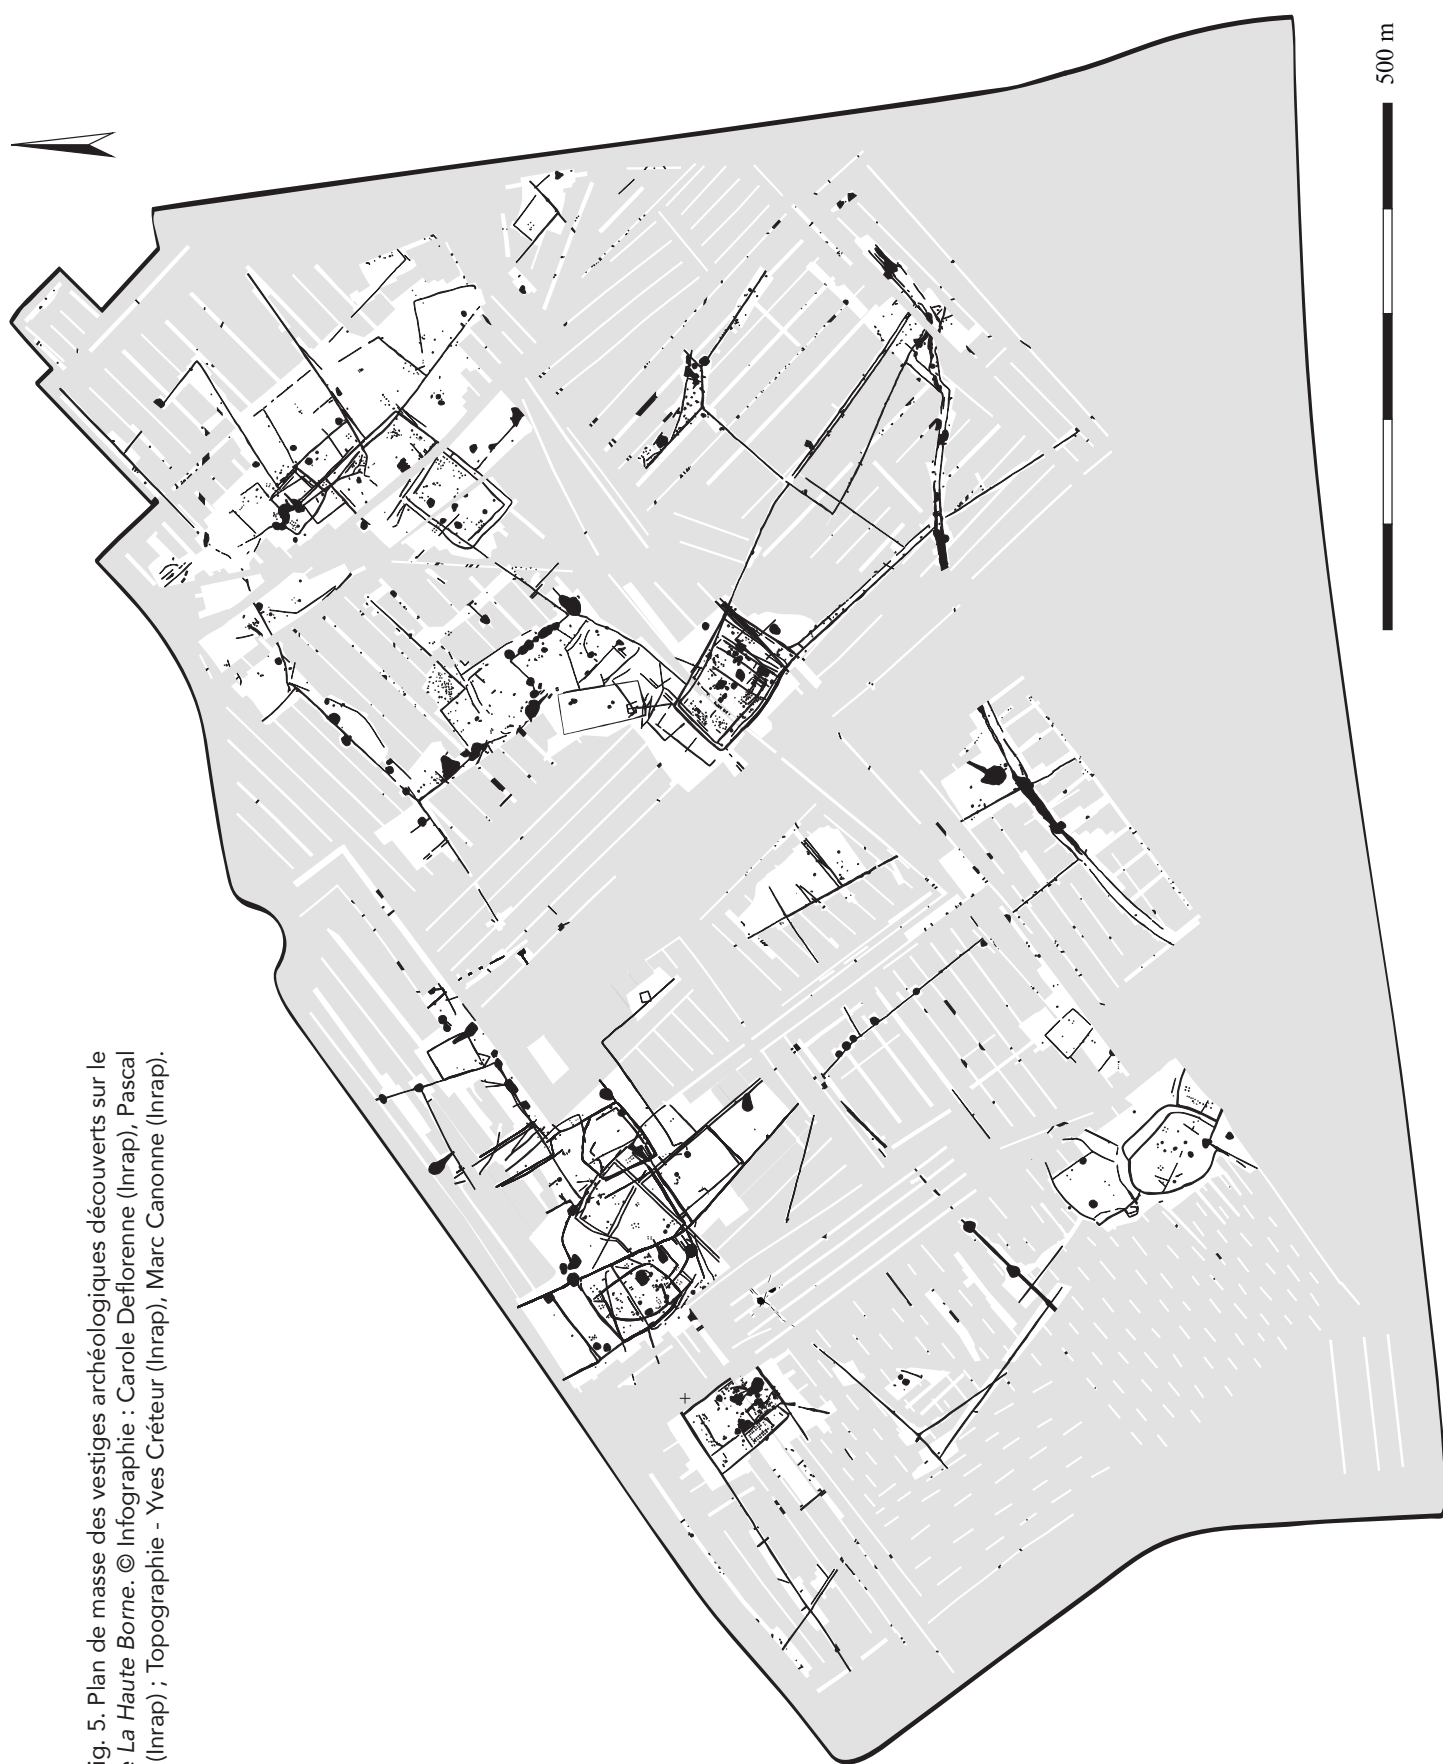 ig. 5. Plan de masse des vestiges archéologiques découverts sur le
La Haute Borne. © Infographie : Carole Deflorenne (Inrap), Pascal
(Inrap) ; Topographie - Yves Créteur (Inrap), Marc Canonne (Inrap).
500 m